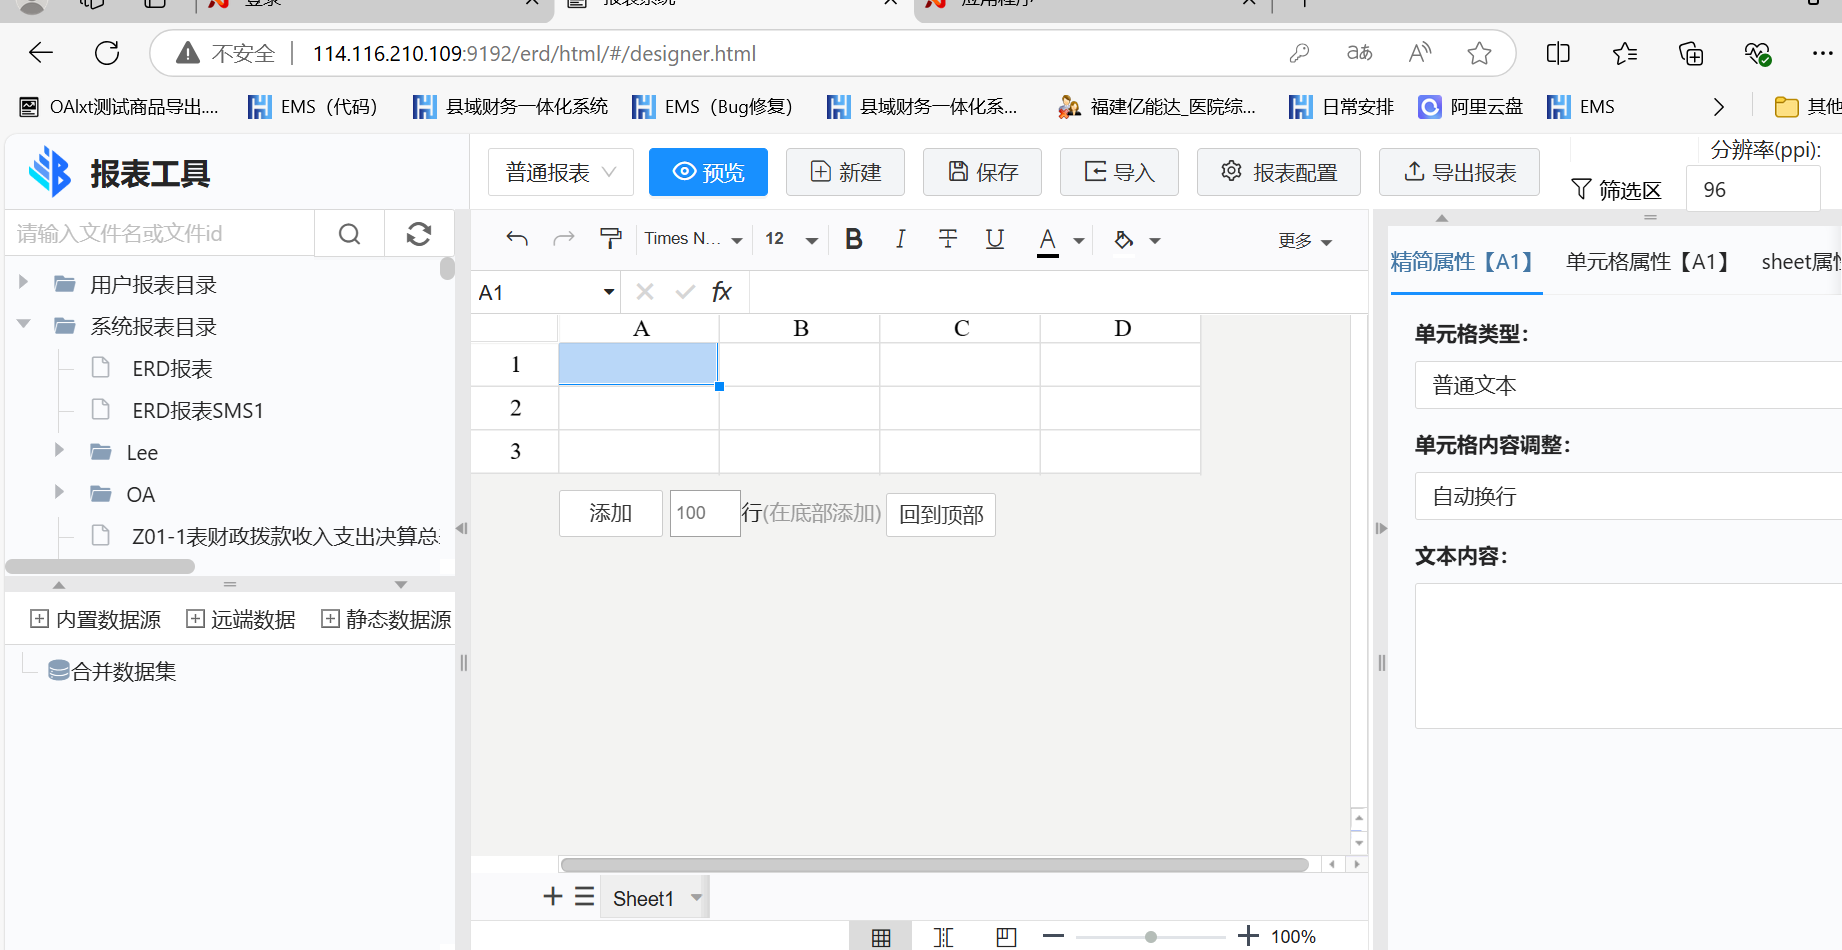 登录
报表系统
应用程序
不安全
114.116.210.109:9192/erd/html/#/designer.html
OAlxt测试商品导出....
EMS（代码）
县域财务一体化系统
EMS（Bug修复）
县域财务一体化系...
福建亿能达_医院综...
日常安排
阿里云盘
EMS
其他
报表工具
普通报表
预览
新建
保存
导入
报表配置
导出报表
筛选区
分辨率(ppi):
96
请输入文件名或文件id
用户报表目录
系统报表目录
ERD报表
ERD报表SMS1
Lee
OA
Z01-1表财政拨款收入支出决算总
内置数据源
远端数据
静态数据源
合并数据集
Times N...
12
B
I
T
U
A
更多
A1
fx
A B C D
1
2
3
添加
100
行(在底部添加)
回到顶部
Sheet1
100%
精简属性【A1】
单元格属性【A1】
sheet属性
单元格类型：
普通文本
单元格内容调整：
自动换行
文本内容：